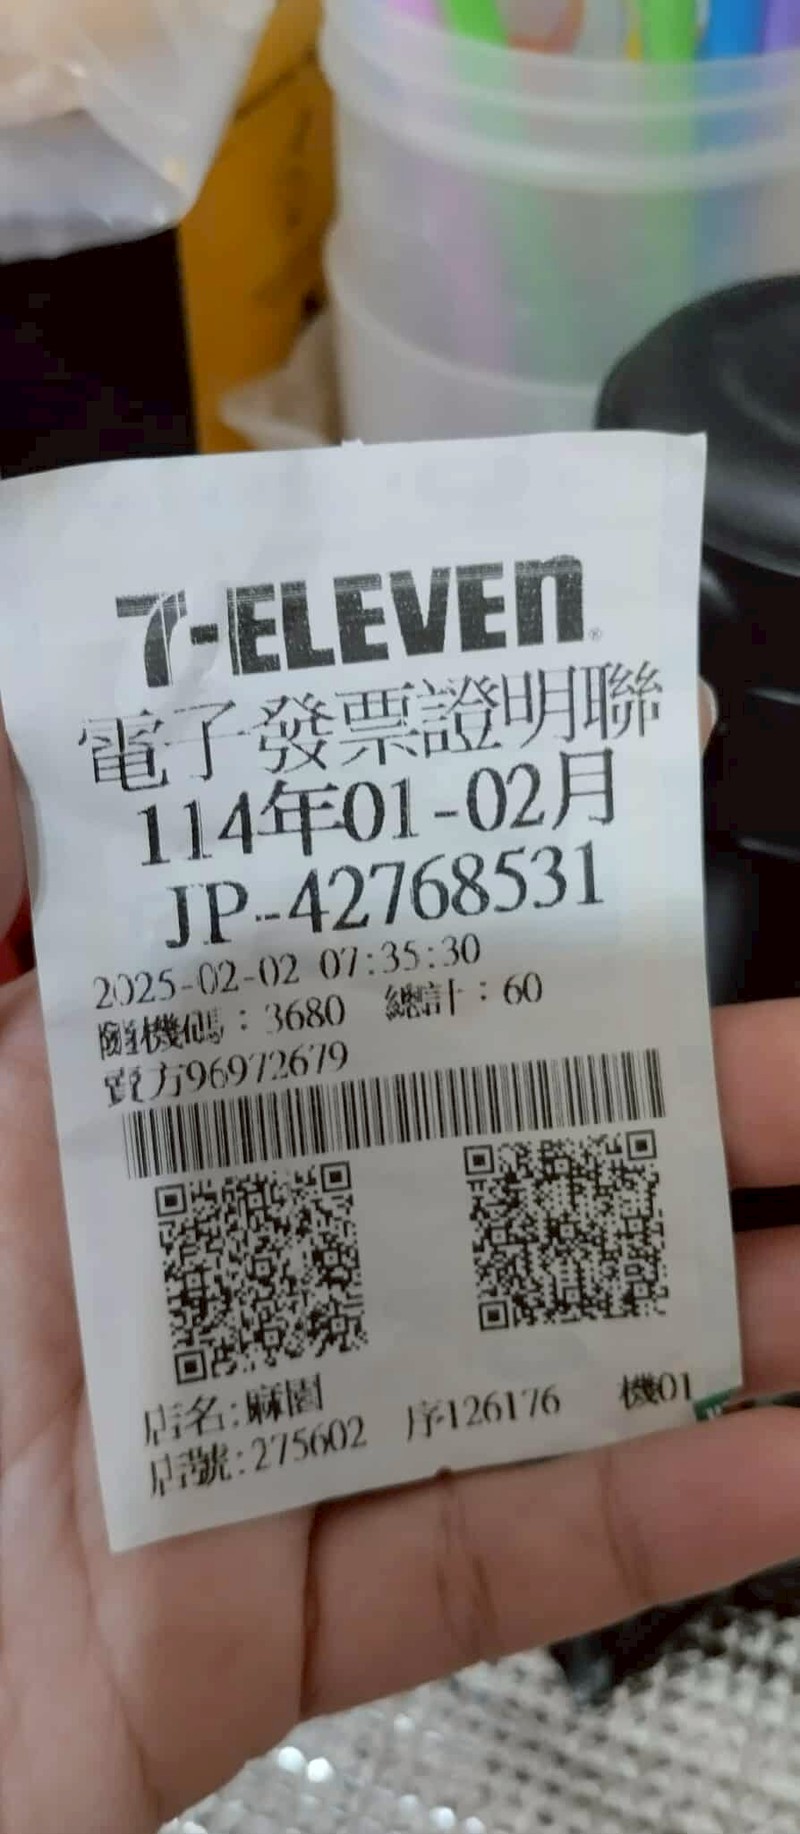 7-ELEVEN®
電子發票證明聯
114年01-02月
JP-42768531
2025-02-02 07:35:30
隨機碼:3680 總計:60
賣方96972679
店名:麻園
店號:275602 序126176 機01